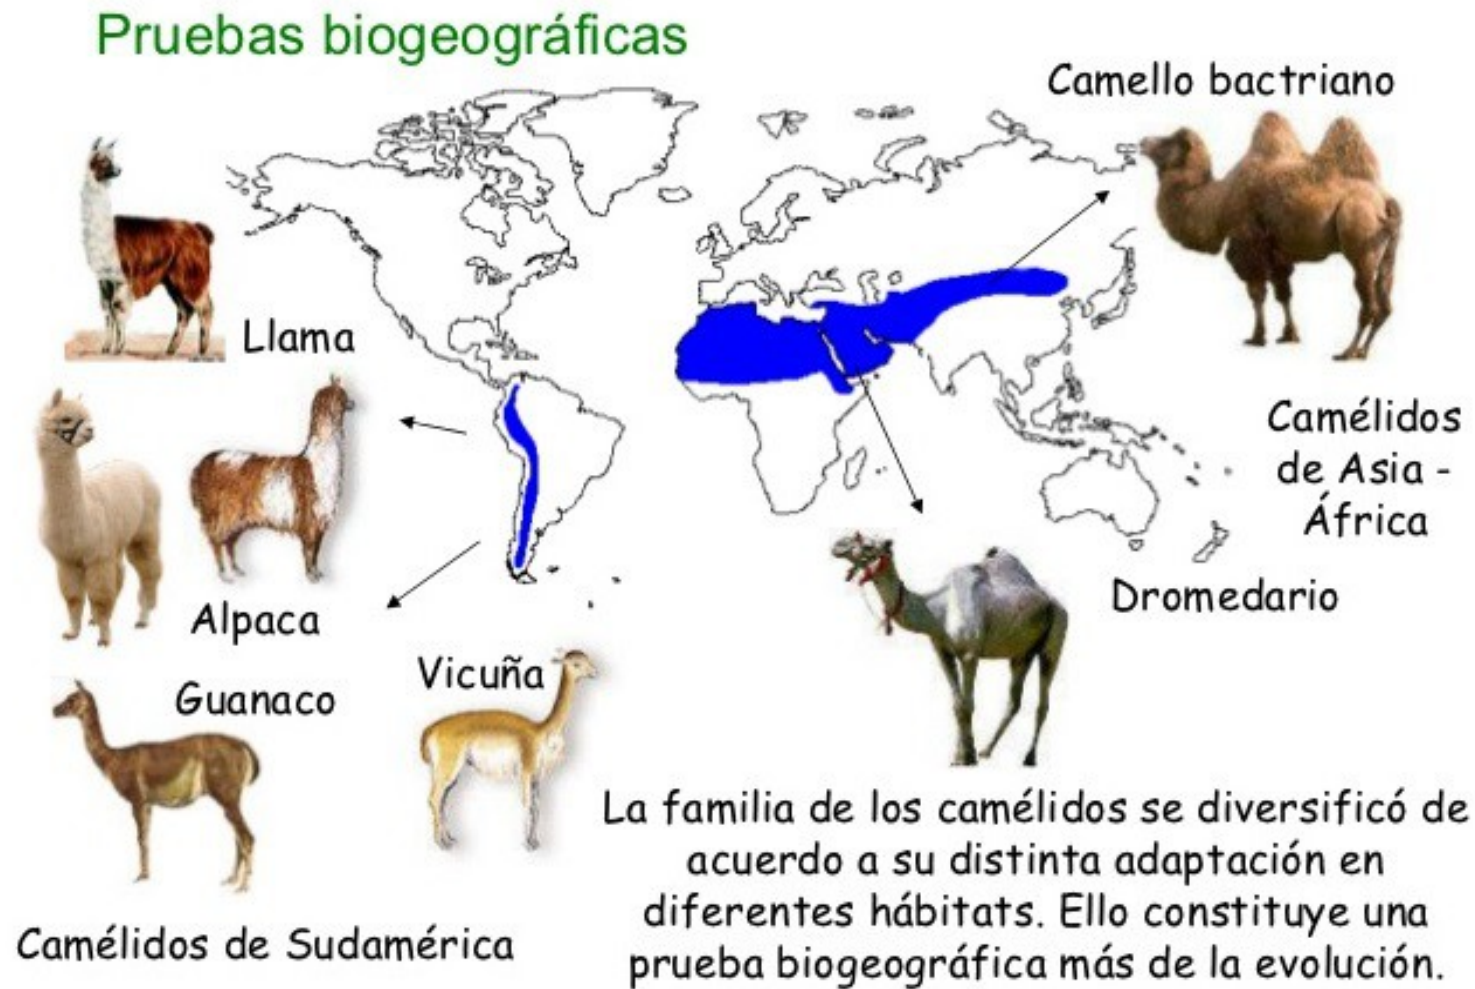 Pruebas biogeográficas
Camello bactriano
Llama
Camélidos
de Asia -
África
Alpaca
Dromedario
Vicuña
Guanaco
La familia de los camélidos se diversificó de
acuerdo a su distinta adaptación en
diferentes hábitats. Ello constituye una
prueba biogeográfica más de la evolución.
Camélidos de Sudamérica